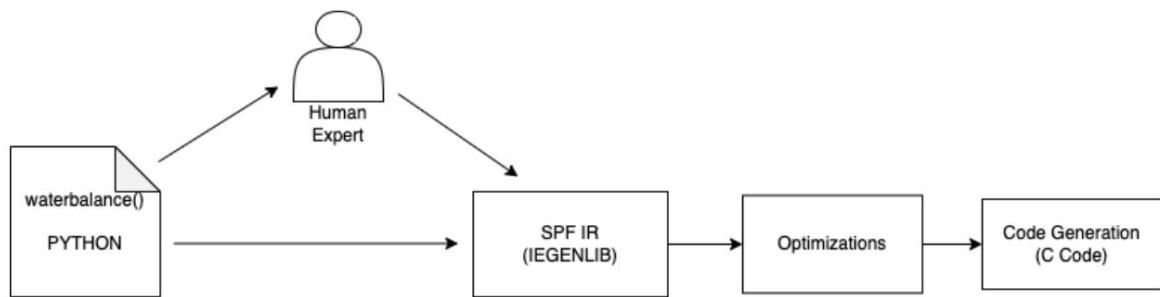 Human
Expert
waterbalance()
PYTHON
SPF IR
(IEGENLIB)
Optimizations
Code Generation
(C Code)